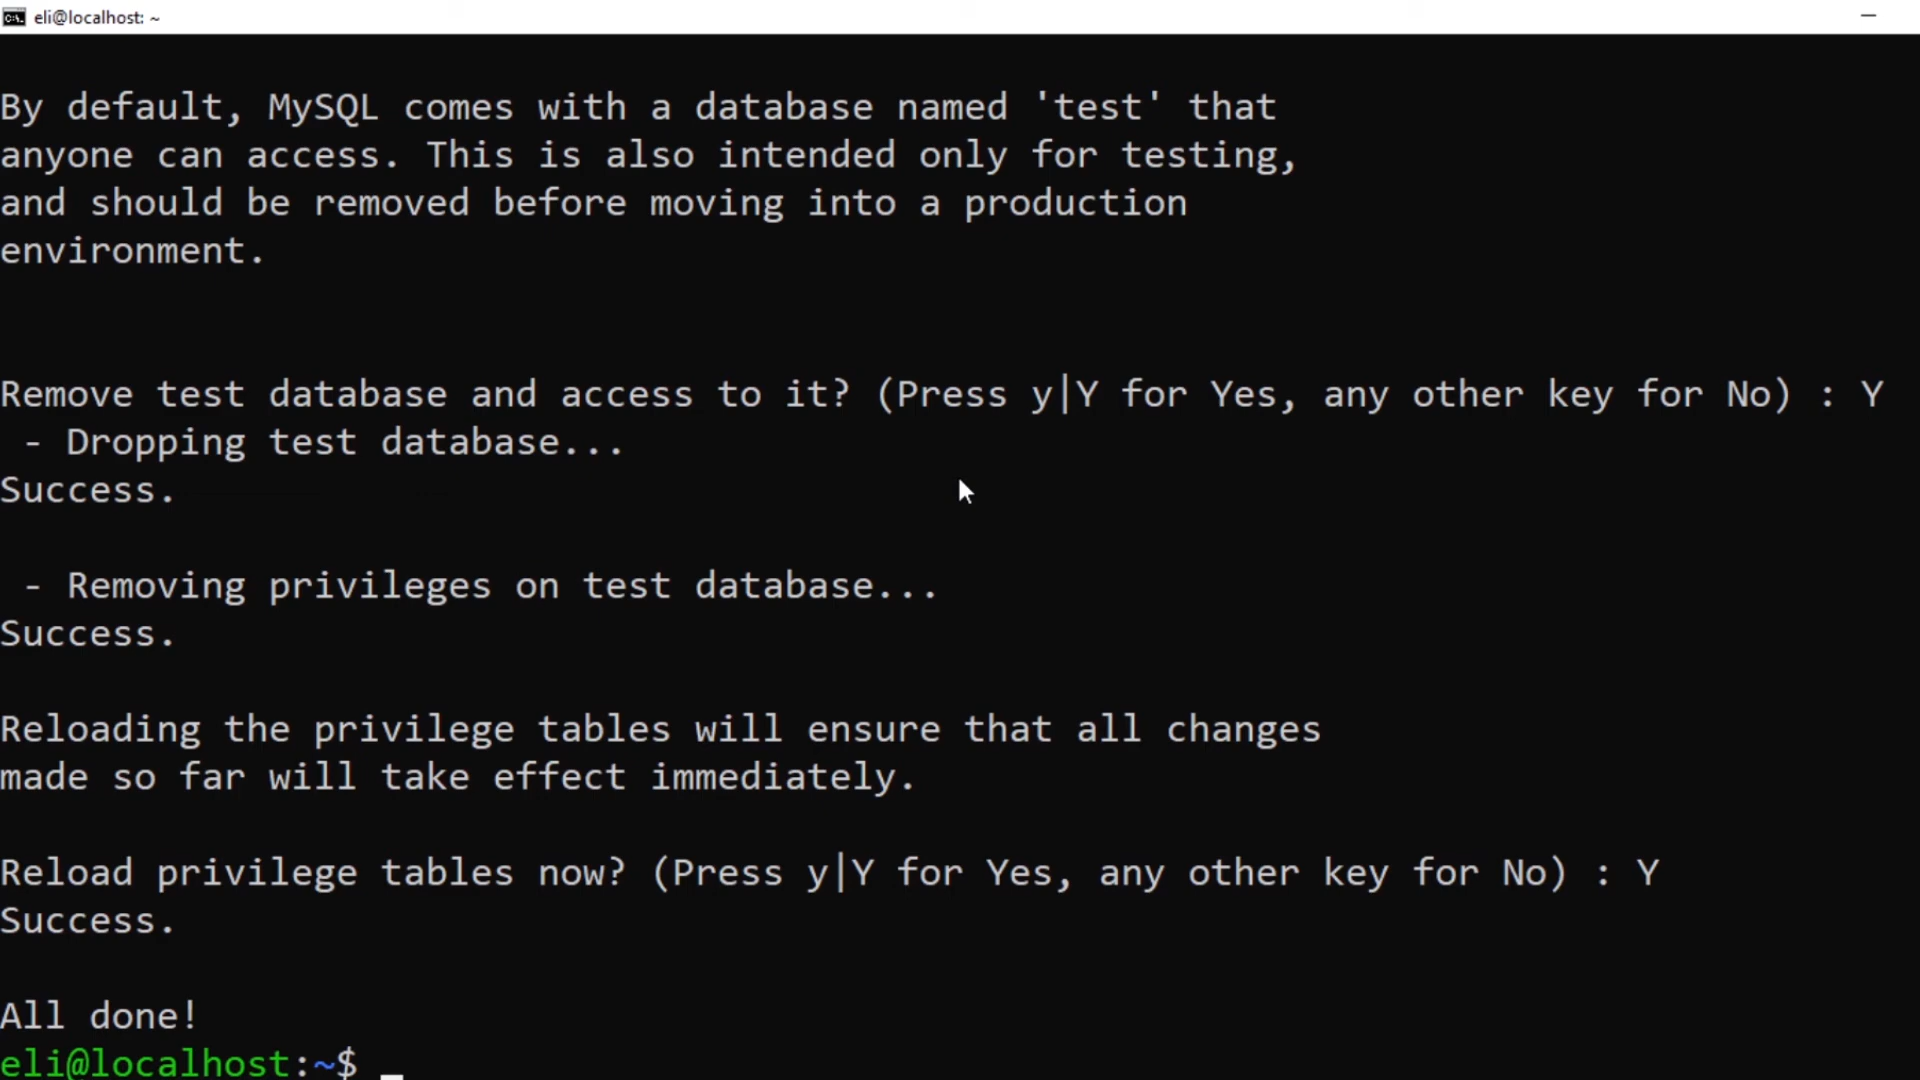 eli@localhost: ~
By default, MySQL comes with a database named 'test' that
anyone can access. This is also intended only for testing,
and should be removed before moving into a production
environment.
Remove test database and access to it? (Press y|Y for Yes, any other key for No) : Y
 - Dropping test database...
Success.
 - Removing privileges on test database...
Success.
Reloading the privilege tables will ensure that all changes
made so far will take effect immediately.
Reload privilege tables now? (Press y|Y for Yes, any other key for No) : Y
Success.
All done!
eli@localhost:~$